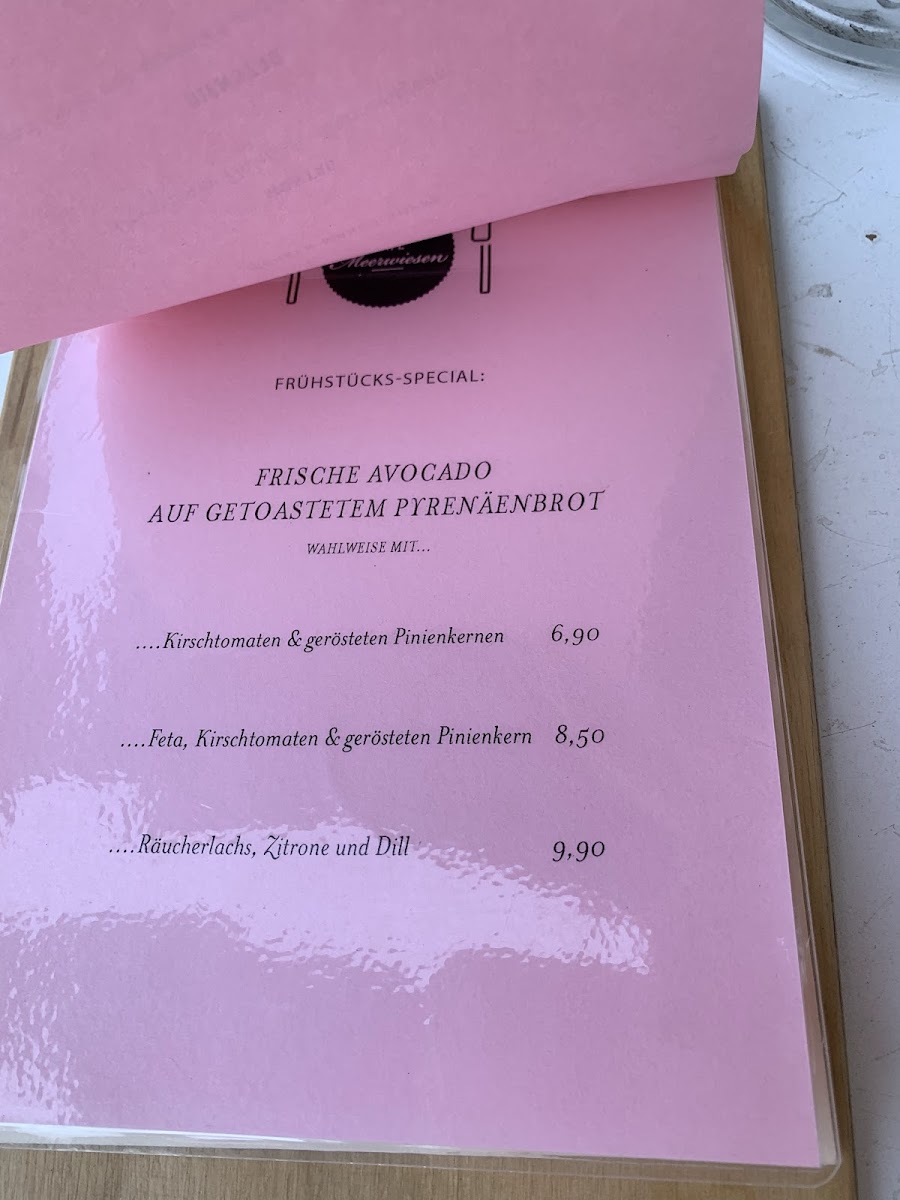 Meerwiesen
FRÜHSTÜCKS-SPECIAL:
FRISCHE AVOCADO
AUF GETOASTETEM PYRENÄENBROT
WAHLWEISE MIT...
....Kirschtomaten & gerösteten Pinienkernen 6,90
....Feta, Kirschtomaten & gerösteten Pinienkern 8,50
....Räucherlachs, Zitrone und Dill 9,90